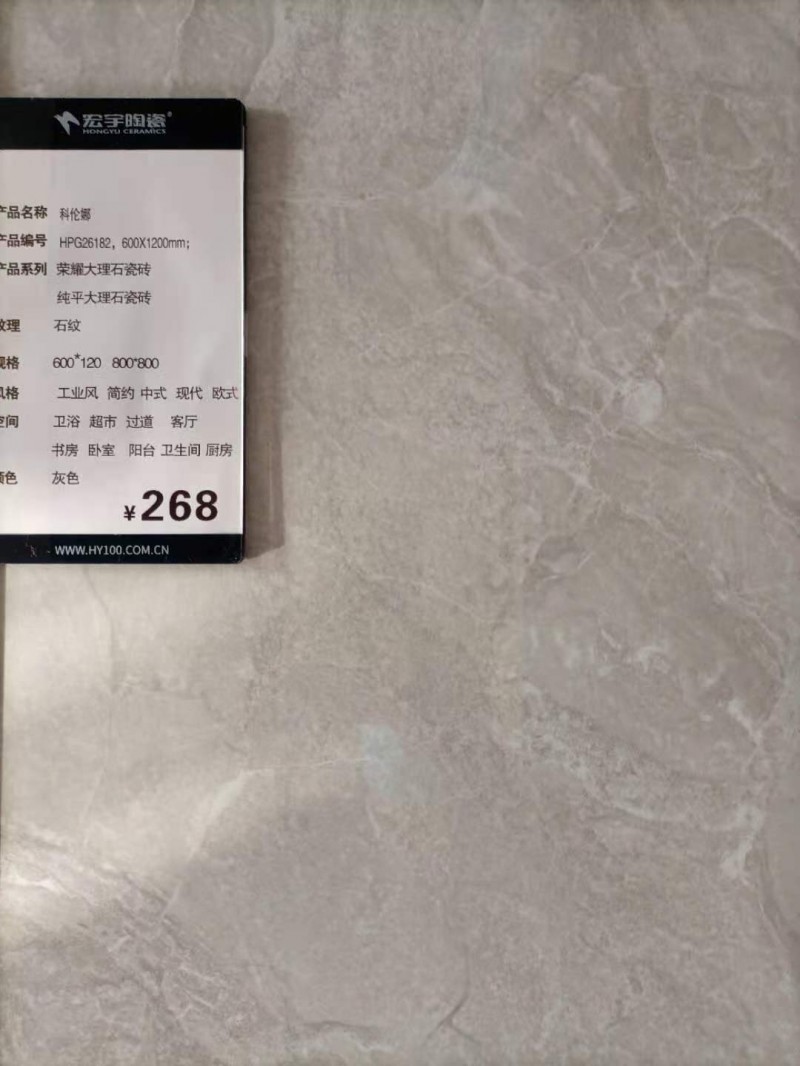 宏宇陶瓷®
HONGYU CERAMICS
产品名称 科伦娜
产品编号 HPG26182，600X1200mm；
产品系列 荣耀大理石瓷砖
纯平大理石瓷砖
纹理 石纹
规格 600*120 800*800
风格 工业风 简约 中式 现代 欧式
空间 卫浴 超市 过道 客厅
书房 卧室 阳台 卫生间 厨房
颜色 灰色
¥268
WWW.HY100.COM.CN